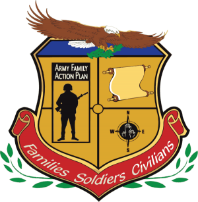 ARMY FAMILY
ACTION PLAN
Families Soldiers Civilians